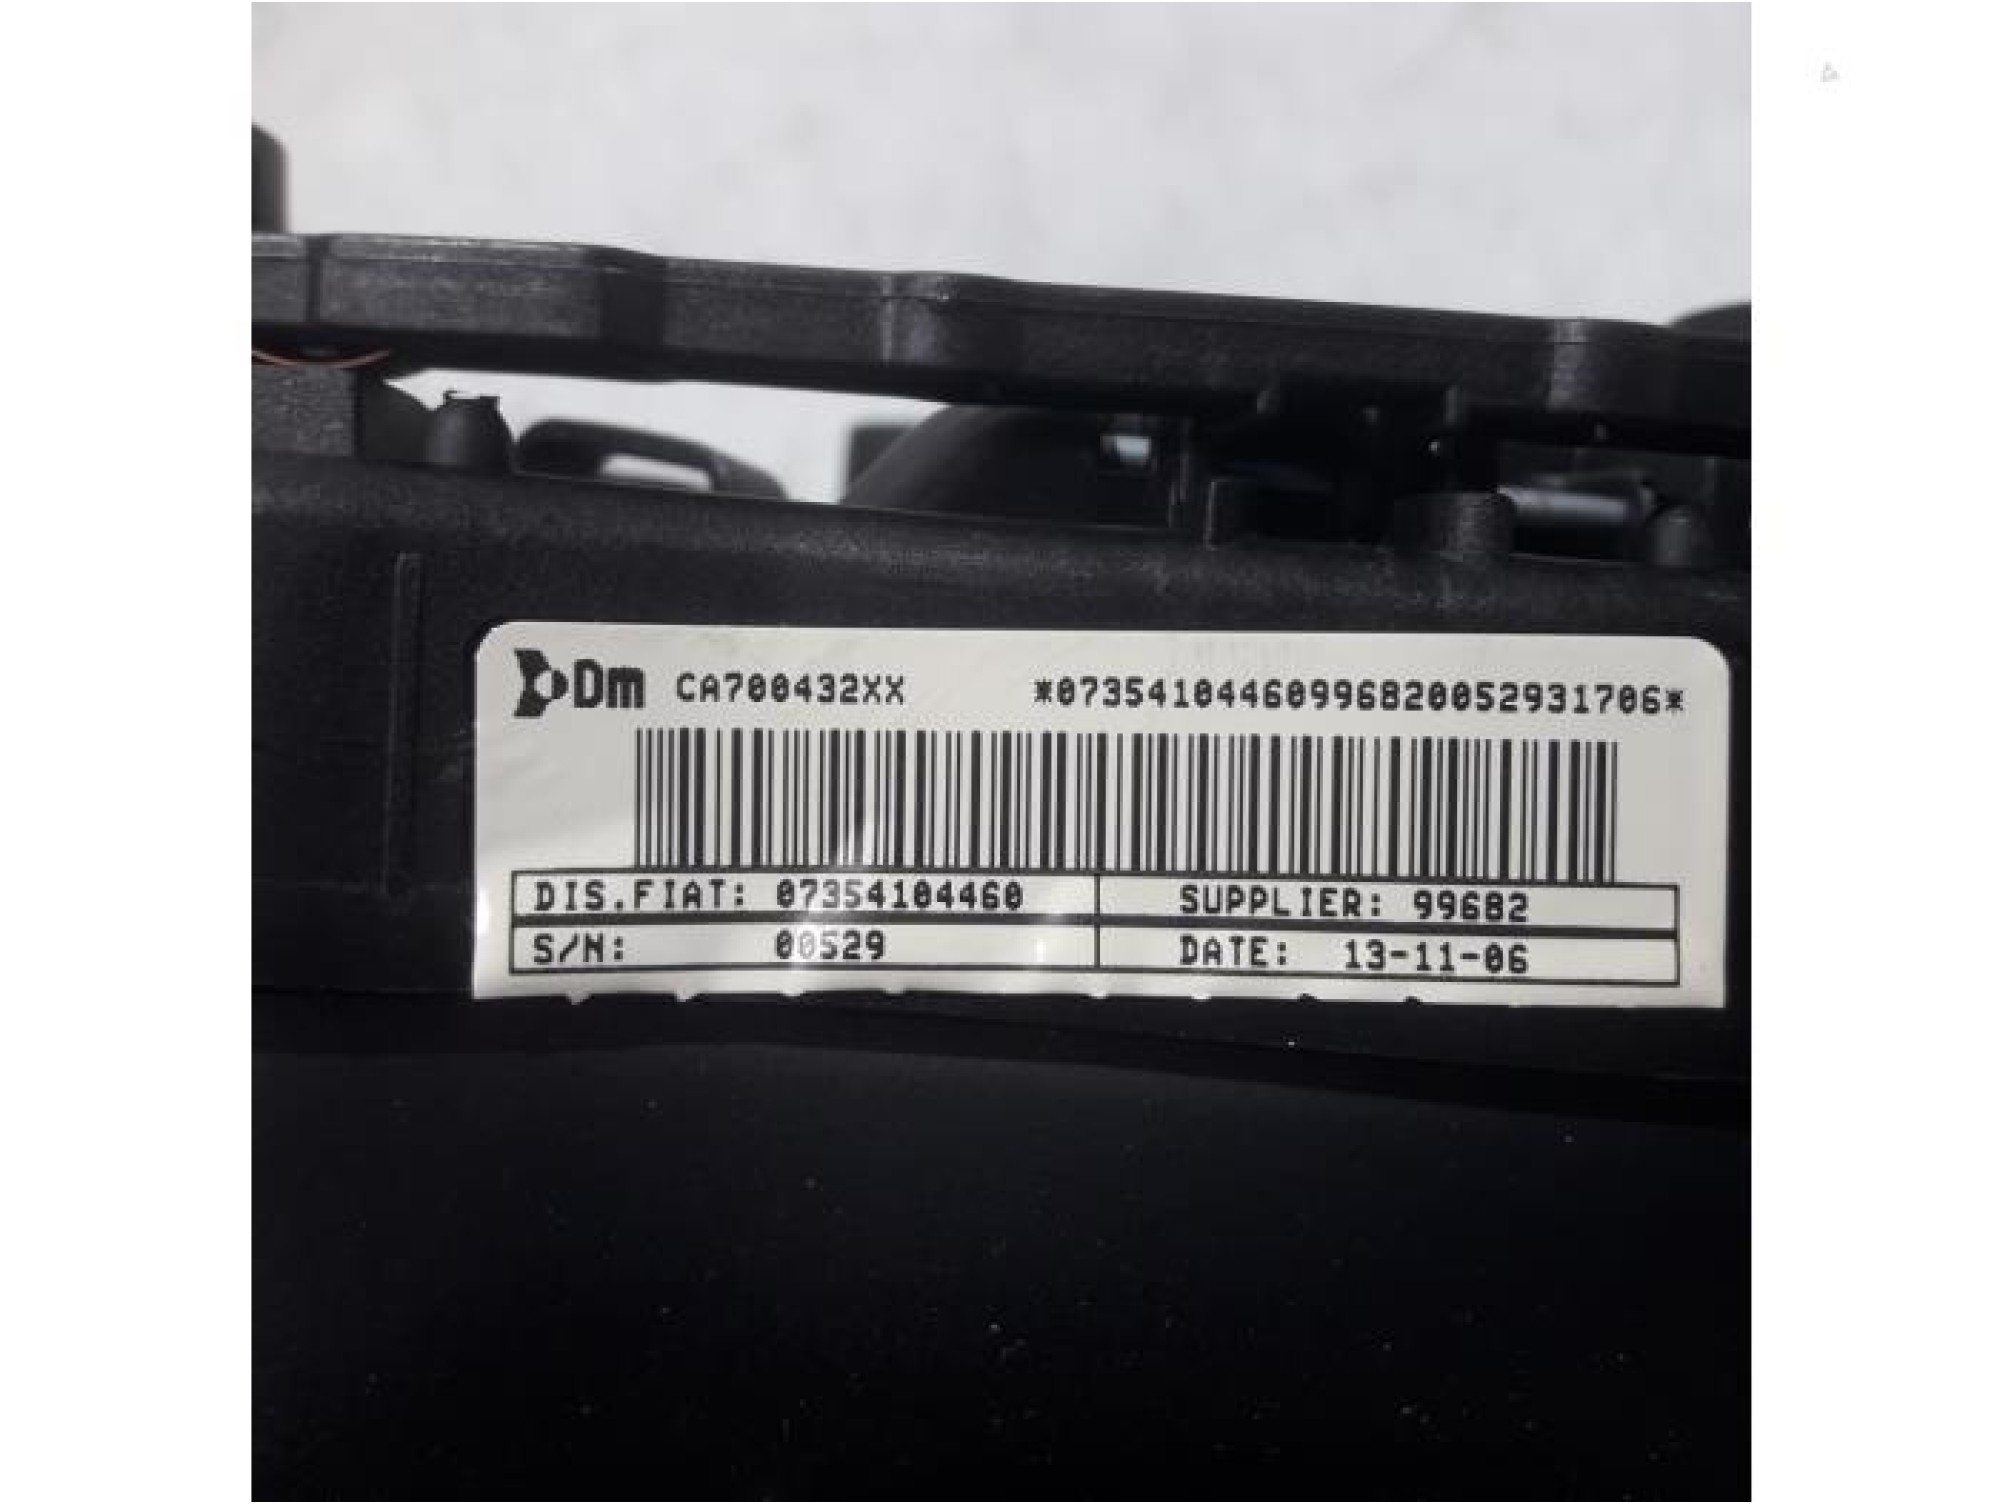 Dm CA700432XX *07354104460996820052931706*
DIS.FIAT: 07354104460 SUPPLIER: 99682
S/N: 00529 DATE: 13-11-06